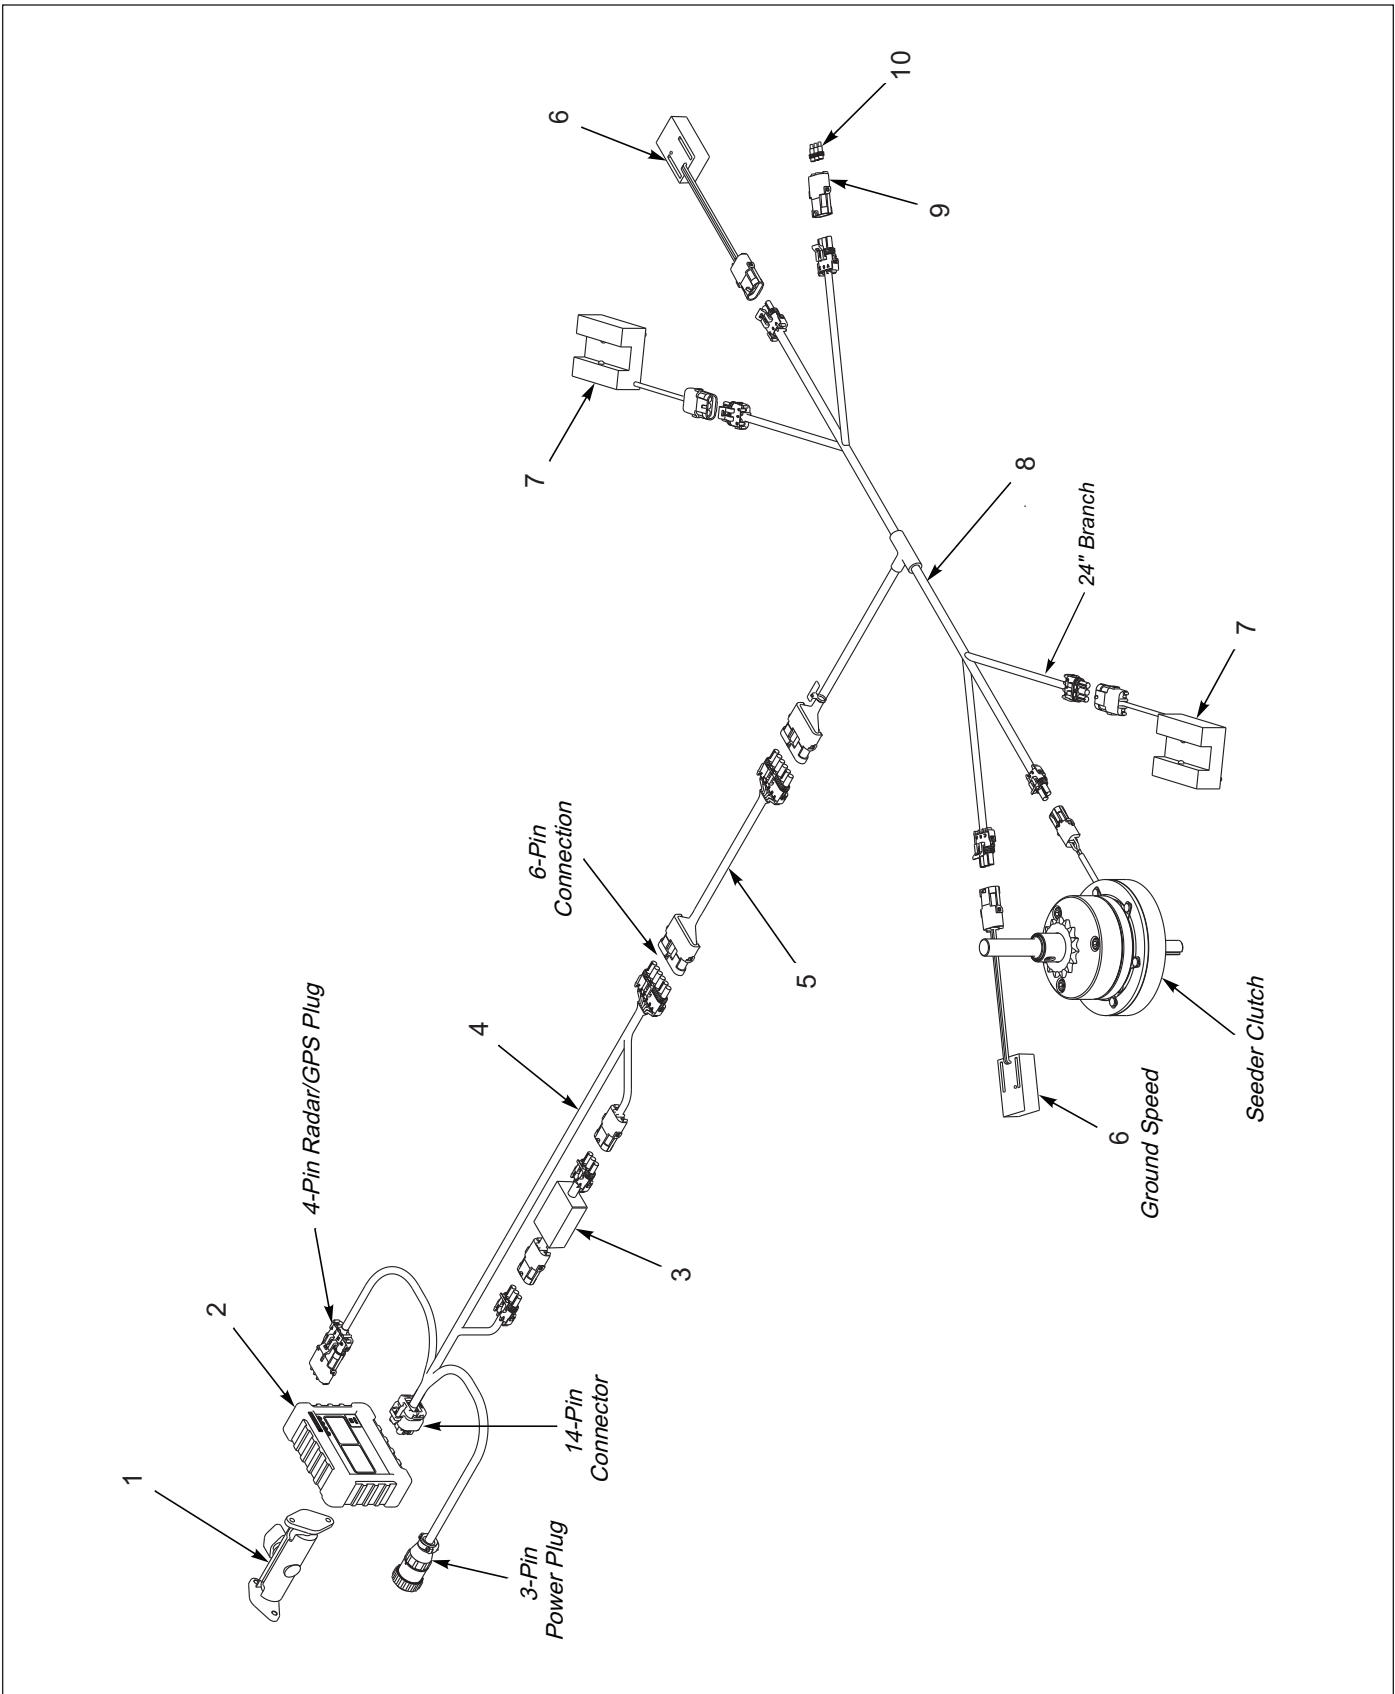 1
2
4-Pin Radar/GPS Plug
4
3-Pin
Power Plug
14-Pin
Connector
6-Pin
Connection
7
6
3
5
10
9
8
24" Branch
6
Ground Speed
Seeder Clutch
7